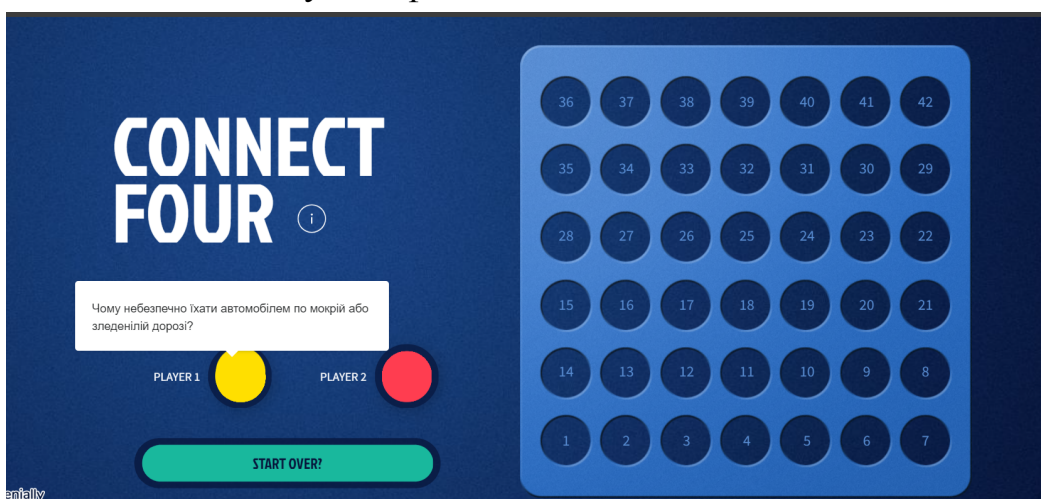 CONNECT
FOUR i
Чому небезпечно їхати автомобілем по мокрій або
зледенілій дорозі?
PLAYER 1
PLAYER 2
START OVER?
36 37 38 39 40 41 42
35 34 33 32 31 30 29
28 27 26 25 24 23 22
15 16 17 18 19 20 21
14 13 12 11 10 9 8
1 2 3 4 5 6 7